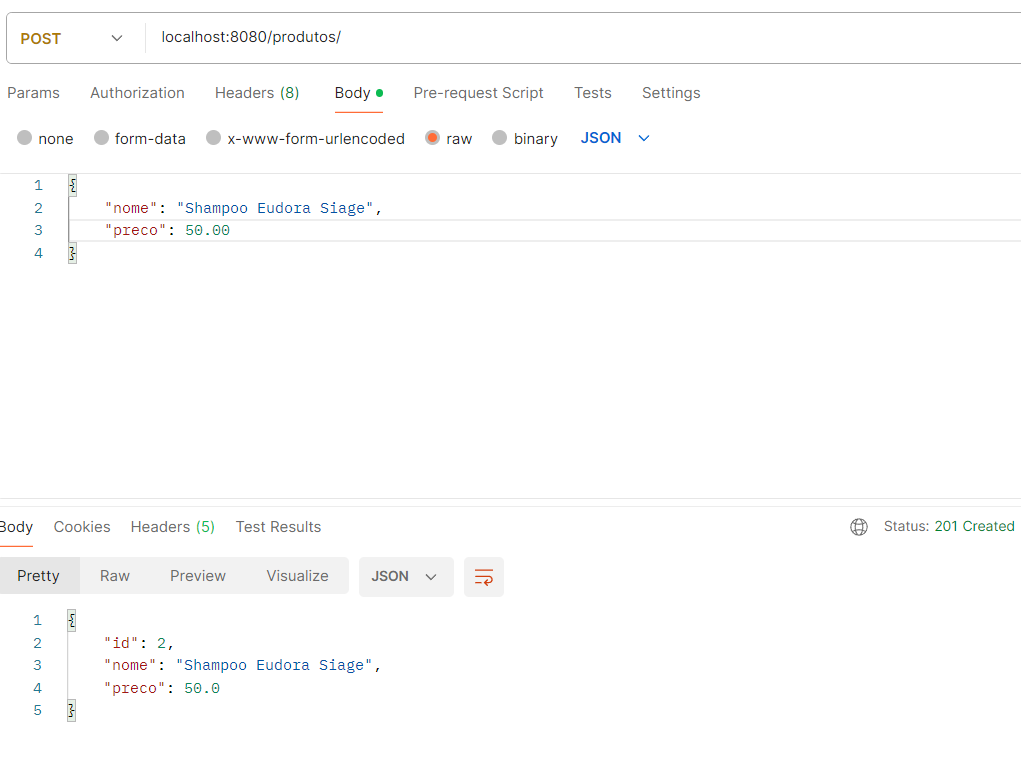 POST localhost:8080/produtos/
Params Authorization Headers (8) Body Pre-request Script Tests Settings
none form-data x-www-form-urlencoded raw binary JSON
1 {
2 "nome": "Shampoo Eudora Siage",
3 "preco": 50.00
4 }
Body Cookies Headers (5) Test Results Status: 201 Created
Pretty Raw Preview Visualize JSON
1 {
2 "id": 2,
3 "nome": "Shampoo Eudora Siage",
4 "preco": 50.0
5 }